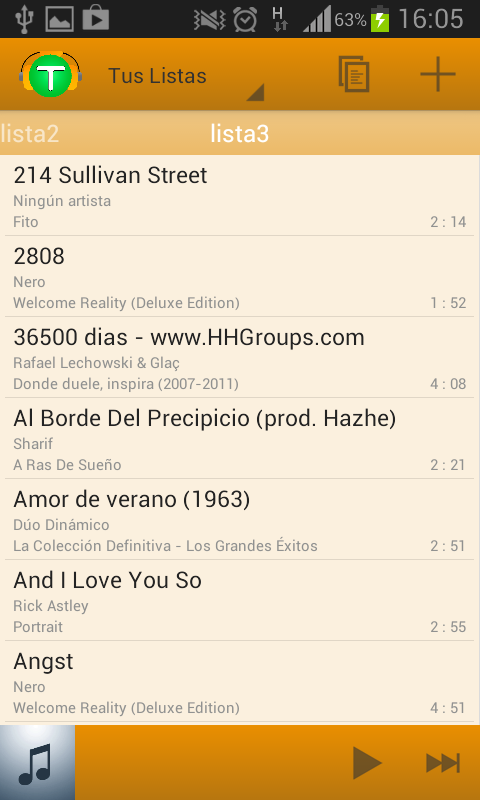 H 63% 16:05
T Tus Listas
lista2 lista3
214 Sullivan Street
Ningún artista
Fito 2 : 14
2808
Nero
Welcome Reality (Deluxe Edition) 1 : 52
36500 dias - www.HHGroups.com
Rafael Lechowski & Glaç
Donde duele, inspira (2007-2011) 4 : 08
Al Borde Del Precipicio (prod. Hazhe)
Sharif
A Ras De Sueño 2 : 21
Amor de verano (1963)
Dúo Dinámico
La Colección Definitiva - Los Grandes Éxitos 2 : 51
And I Love You So
Rick Astley
Portrait 2 : 55
Angst
Nero
Welcome Reality (Deluxe Edition) 4 : 51